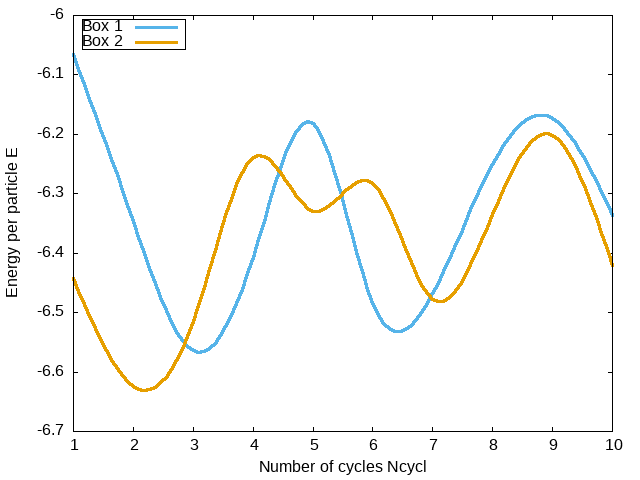 -6
Box 1
Box 2
-6.1
-6.2
-6.3
-6.4
-6.5
-6.6
-6.7
Energy per particle E
1 2 3 4 5 6 7 8 9 10
Number of cycles Ncycl